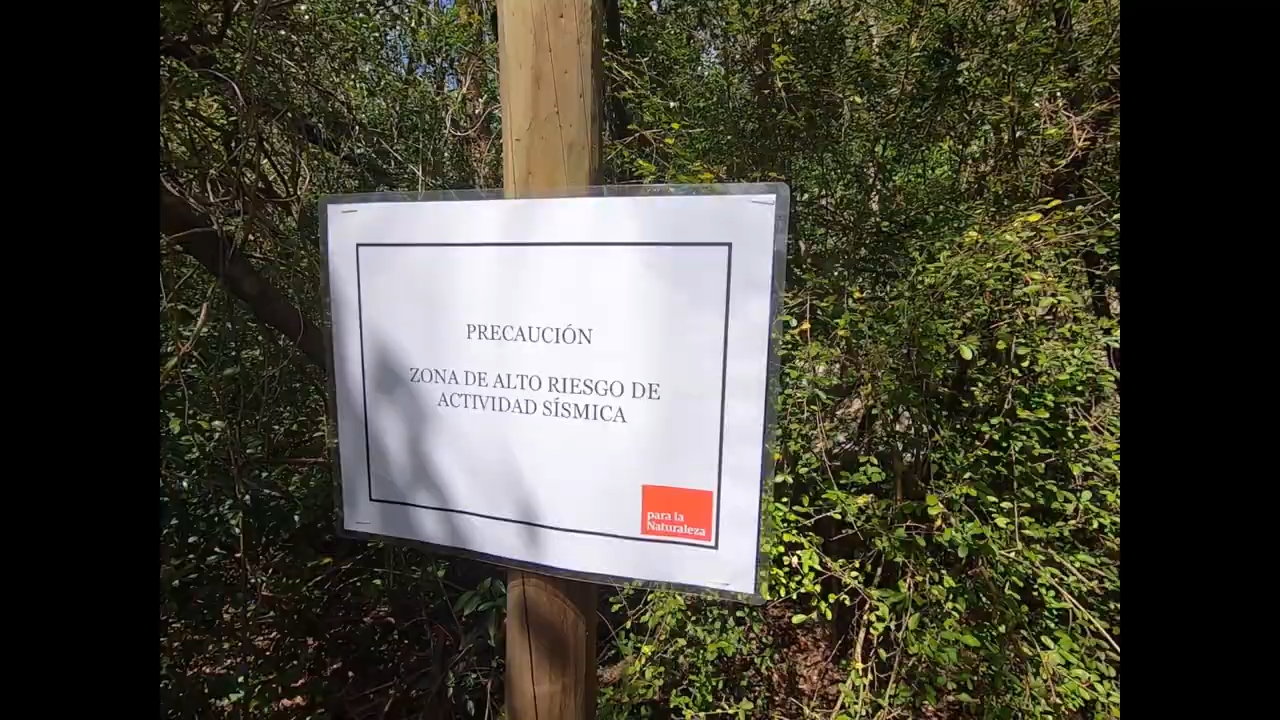 PRECAUCIÓN
ZONA DE ALTO RIESGO DE
ACTIVIDAD SÍSMICA
para la
Naturaleza